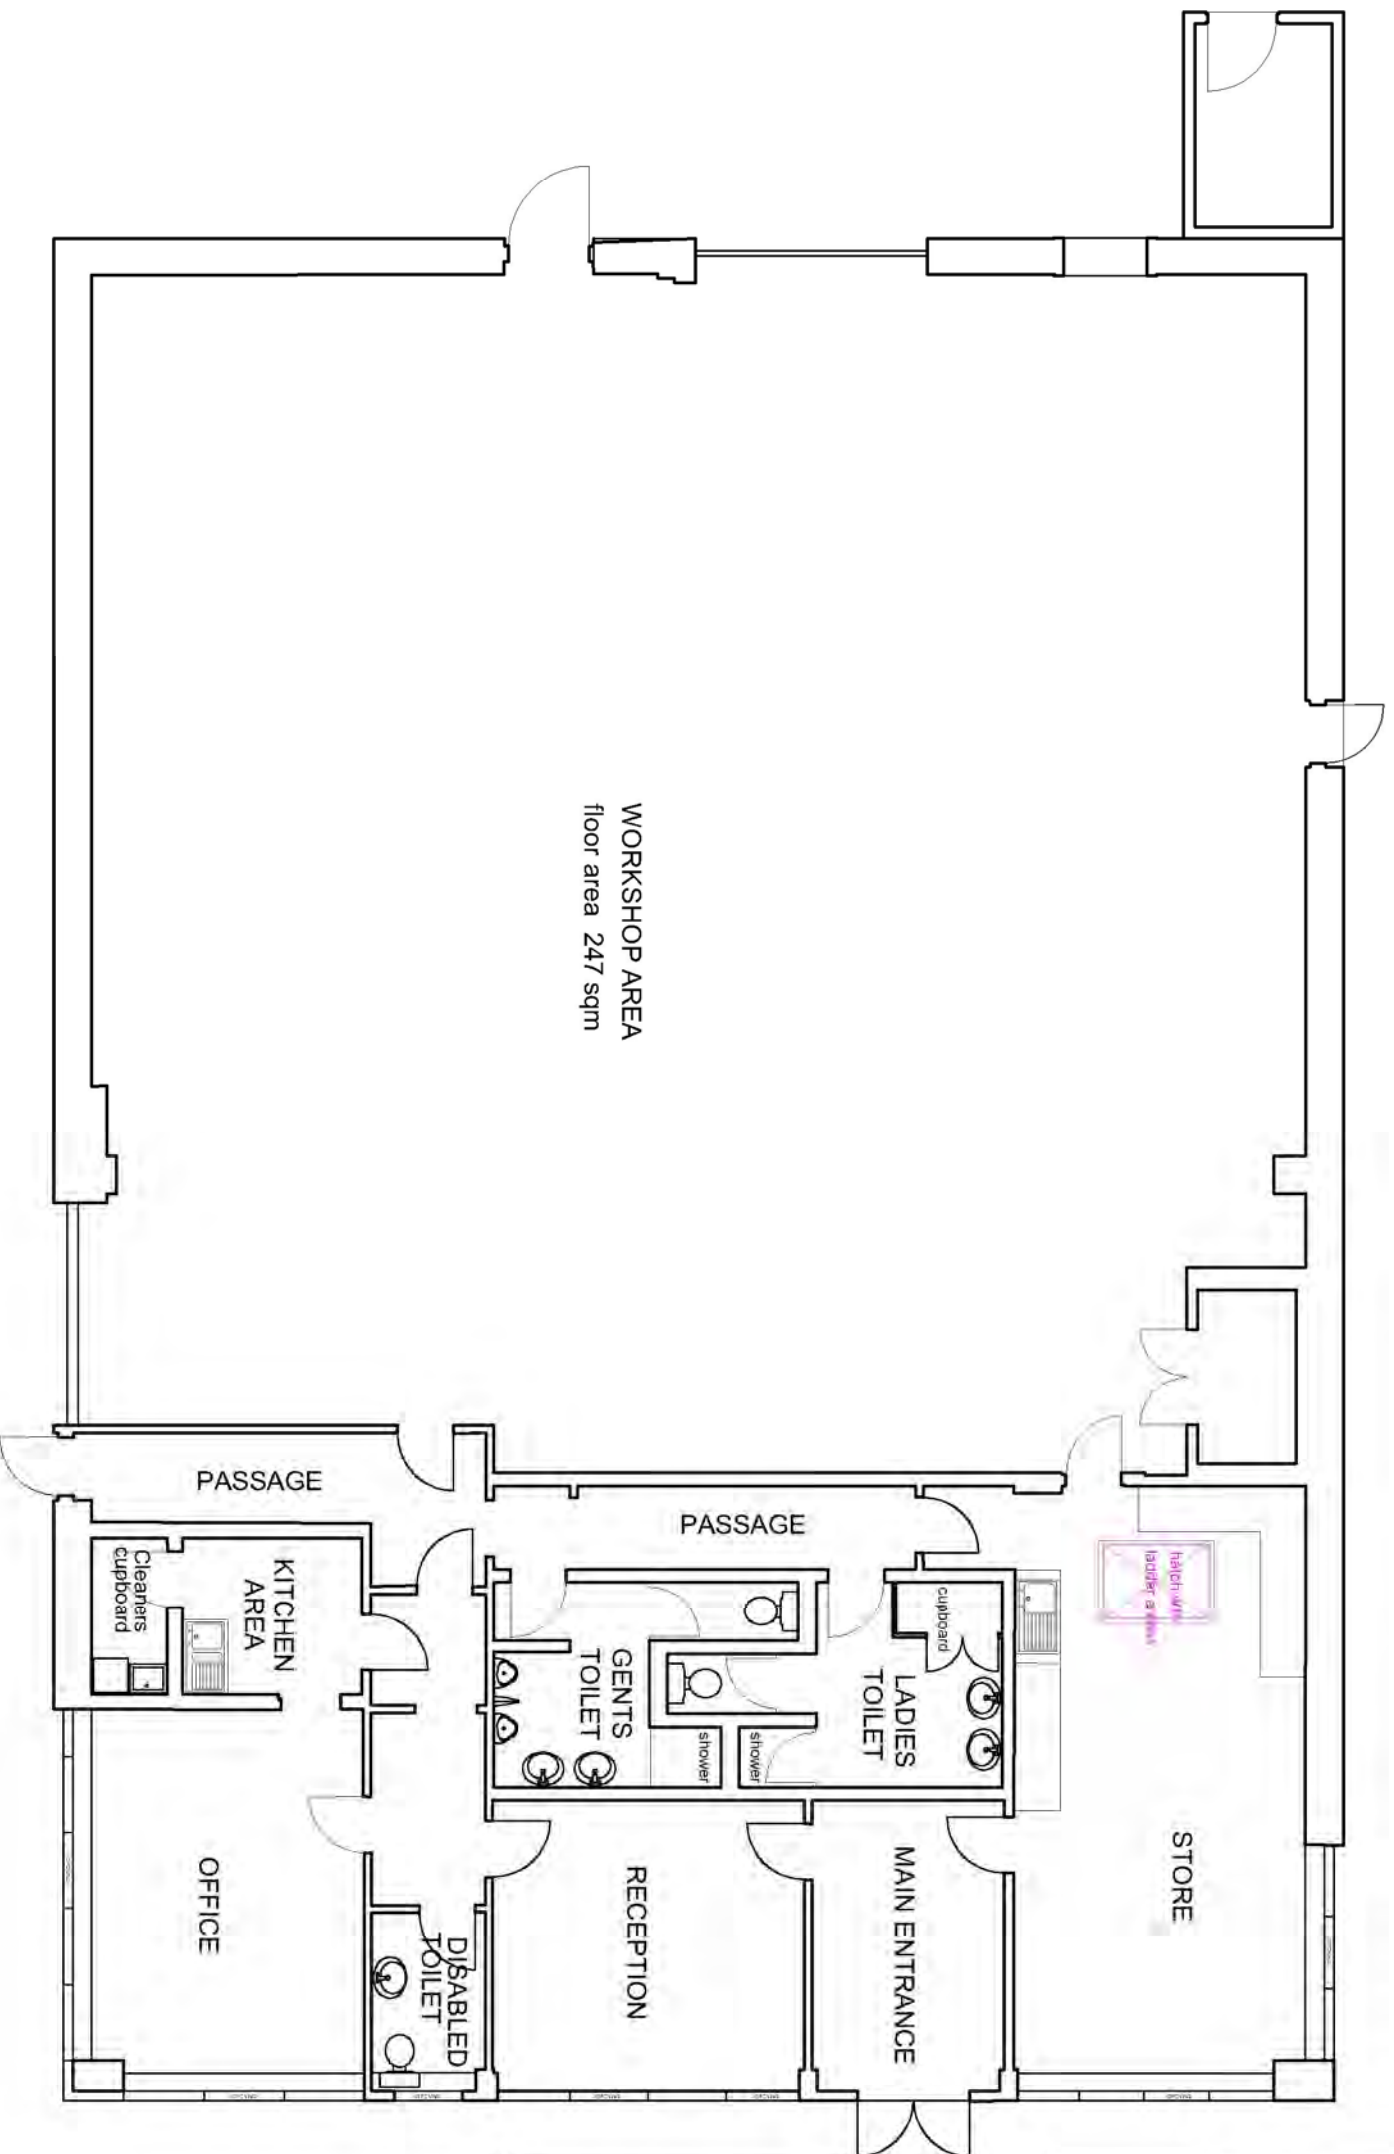 WORKSHOP AREA
floor area 247 sqm
PASSAGE
PASSAGE
Cleaners
cupboard
KITCHEN
AREA
GENTS
TOILET
shower
shower
LADIES
TOILET
cupboard
STORE
OFFICE
DISABLED
TOILET
RECEPTION
MAIN ENTRANCE